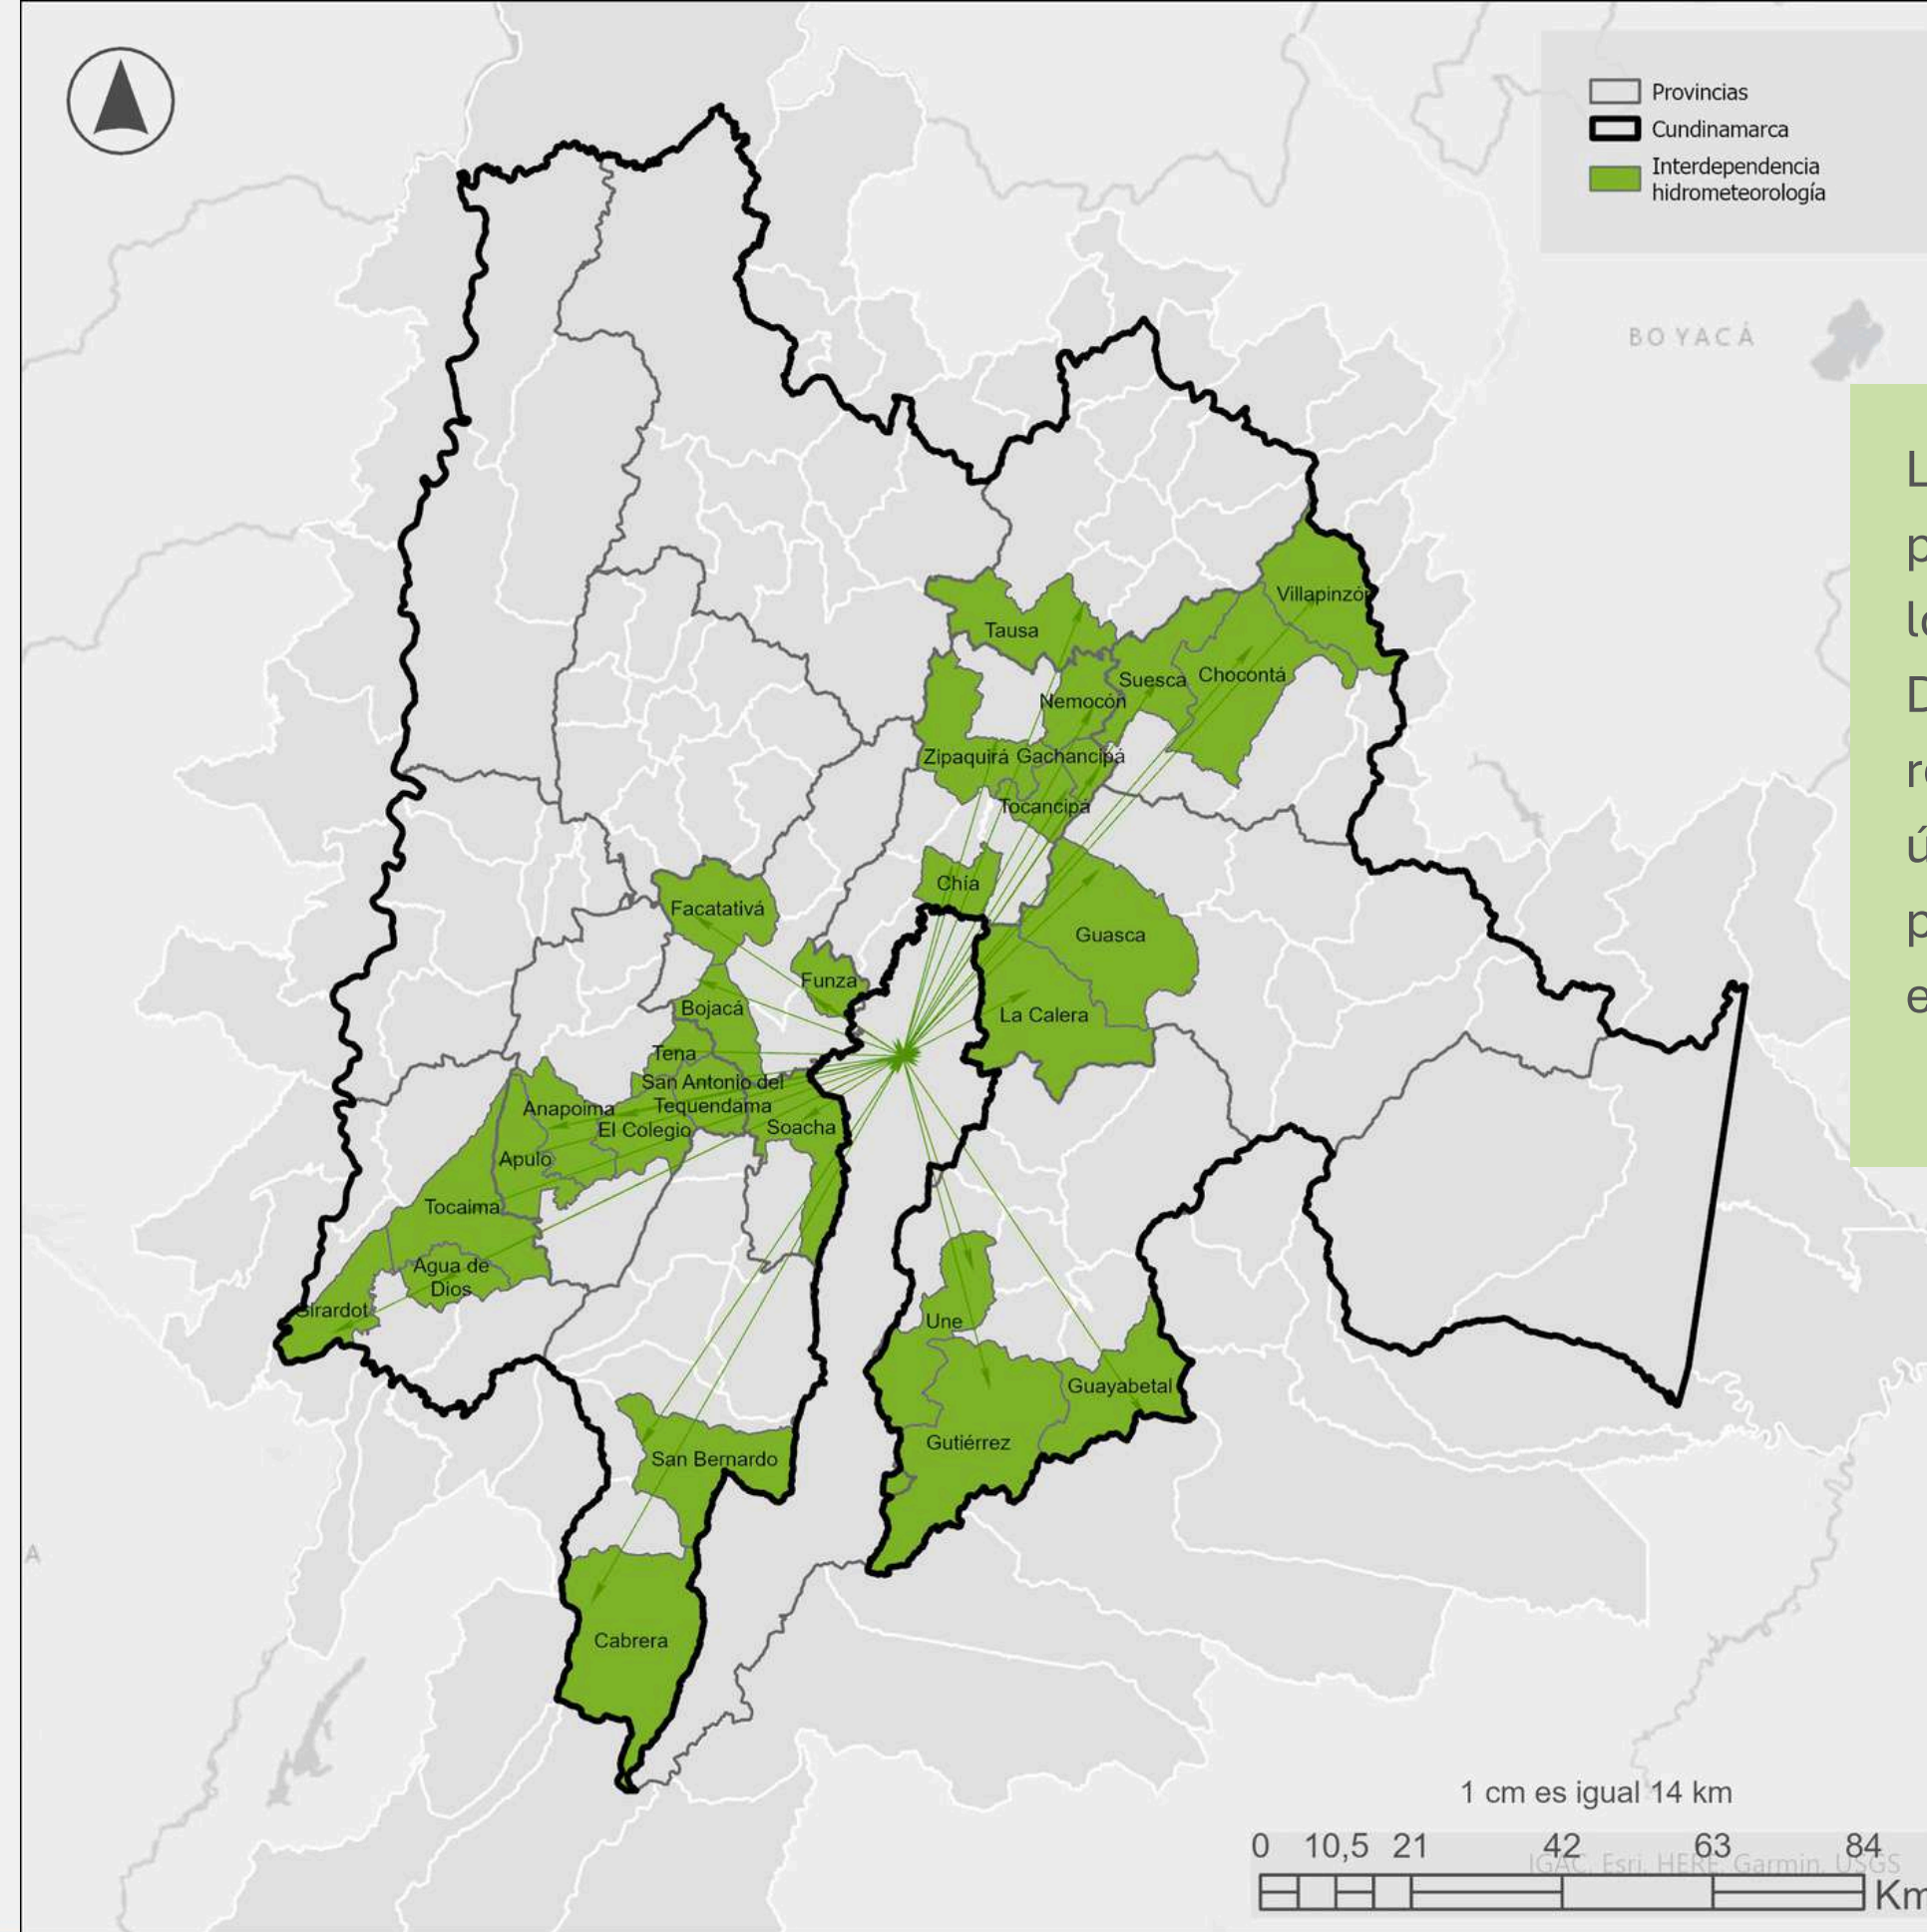 Provincias
Cundinamarca
Interdependencia
hidrometeorología
BOYACÁ
Villapinzón
Tausa
Suesca
Chocontá
Nemocón
Zipaquirá
Gachancipá
Tocancipá
Chía
Facatativá
Guasca
Funza
Bojacá
La Calera
Tena
San Antonio del
Tequendama
Anapoima
El Colegio
Soacha
Apulo
Tocaima
Agua de
Dios
Girardot
Une
Guayabetal
Gutiérrez
San Bernardo
Cabrera
A
1 cm es igual 14 km
0 10,5 21 42 63 84
IGAC, Esri, HERE, Garmin, USGS
Km